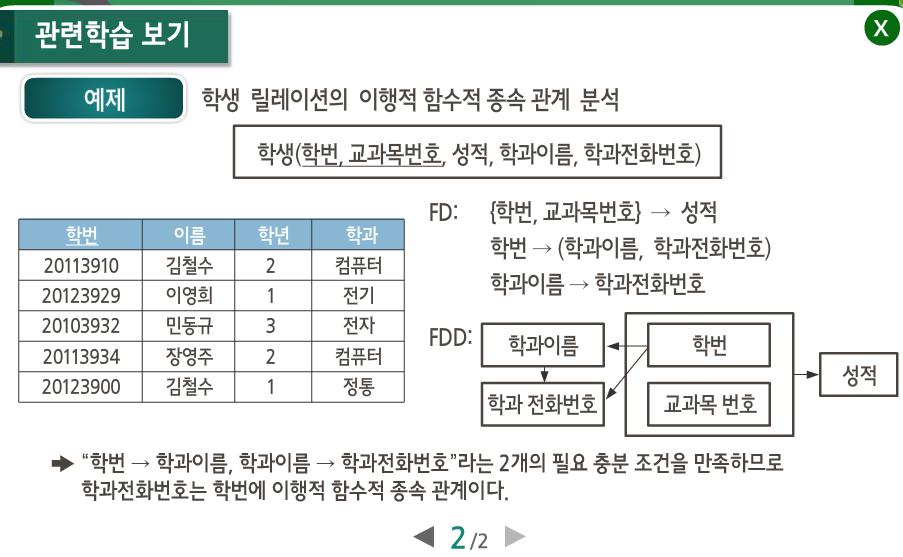 관련학습 보기
X
예제
학생 릴레이션의 이행적 함수적 종속 관계 분석
학생(학번, 교과목번호, 성적, 학과이름, 학과전화번호)
학번 이름 학년 학과
20113910 김철수 2 컴퓨터
20123929 이영희 1 전기
20103932 민동규 3 전자
20113934 장영주 2 컴퓨터
20123900 김철수 1 정통
FD: {학번, 교과목번호} → 성적
학번 → (학과이름, 학과전화번호)
학과이름 → 학과전화번호
FDD:
학과이름 학번
성적
학과 전화번호 교과목 번호
➡ “학번 → 학과이름, 학과이름 → 학과전화번호”라는 2개의 필요 충분 조건을 만족하므로
학과전화번호는 학번에 이행적 함수적 종속 관계이다.
◀ 2/2 ▶